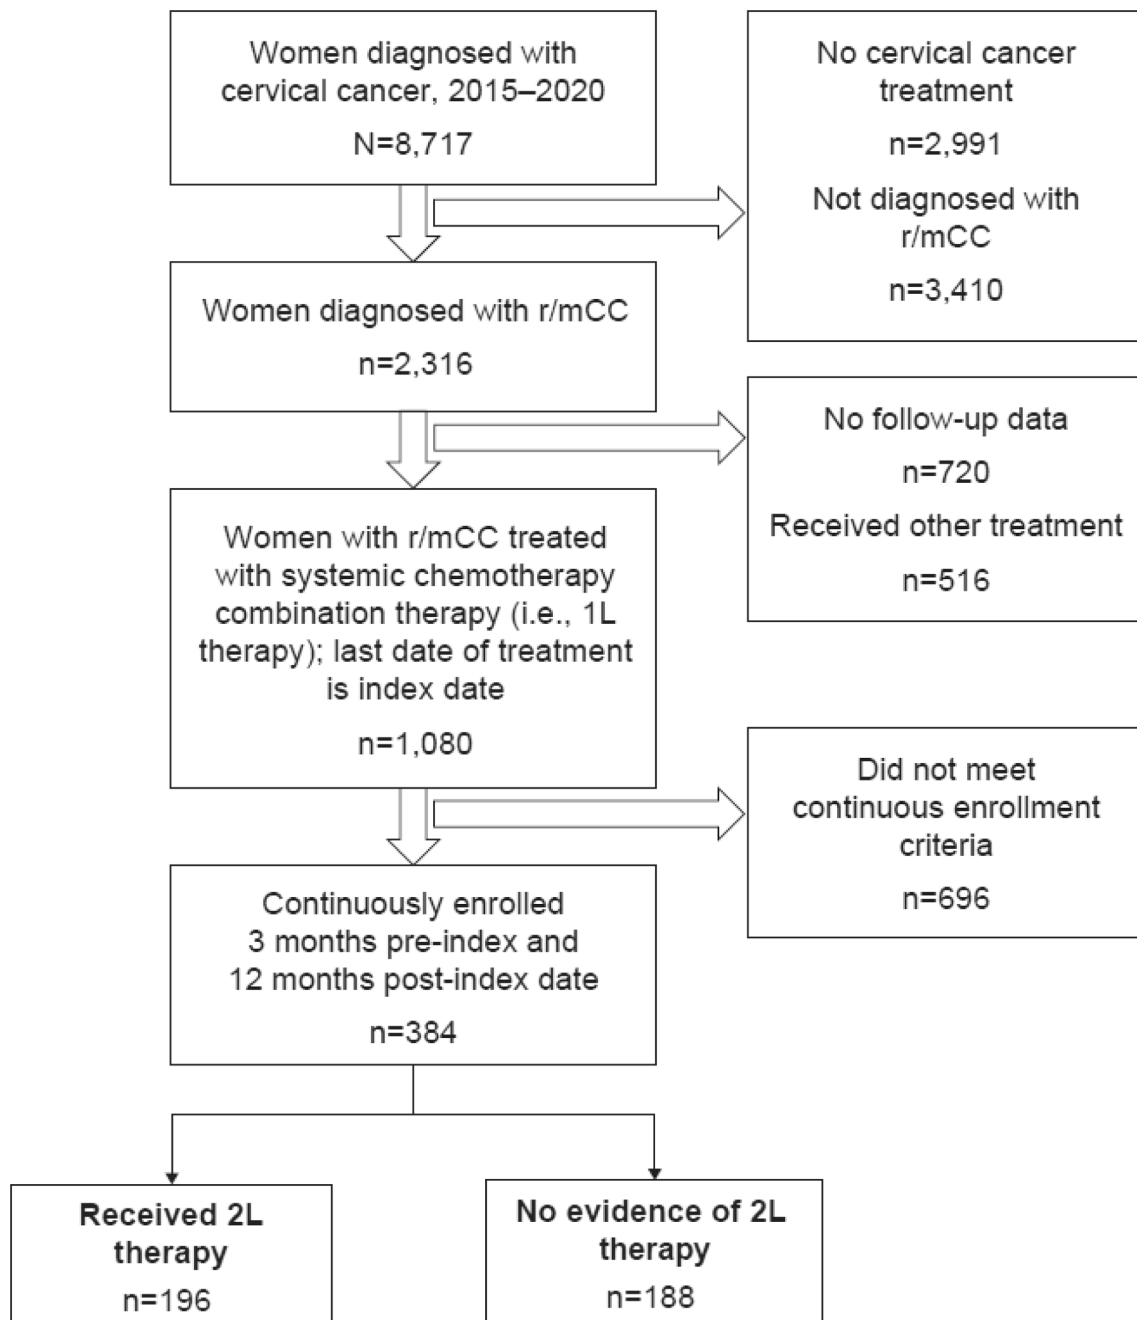 Women diagnosed with
cervical cancer, 2015–2020
N=8,717
No cervical cancer
treatment
n=2,991
Not diagnosed with
r/mCC
n=3,410
Women diagnosed with r/mCC
n=2,316
No follow-up data
n=720
Received other treatment
n=516
Women with r/mCC treated
with systemic chemotherapy
combination therapy (i.e., 1L
therapy); last date of treatment
is index date
n=1,080
Did not meet
continuous enrollment
criteria
n=696
Continuously enrolled
3 months pre-index and
12 months post-index date
n=384
Received 2L
therapy
n=196
No evidence of 2L
therapy
n=188